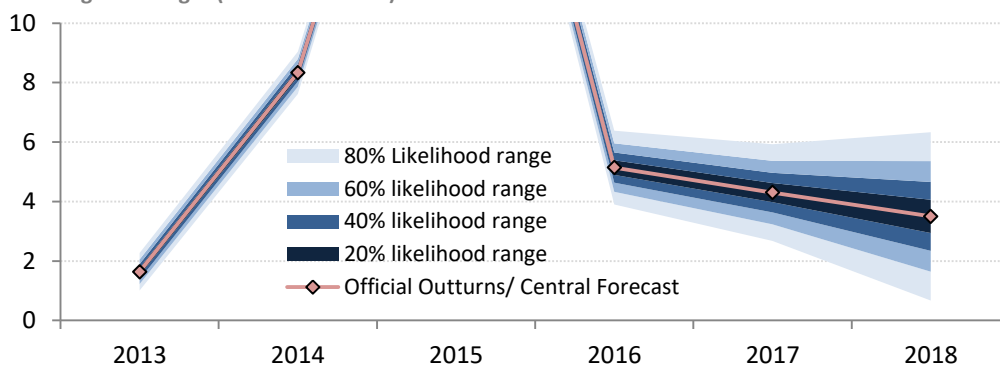 10
8
6
4
2
0
80% Likelihood range
60% likelihood range
40% likelihood range
20% likelihood range
Official Outturns/ Central Forecast
2013 2014 2015 2016 2017 2018